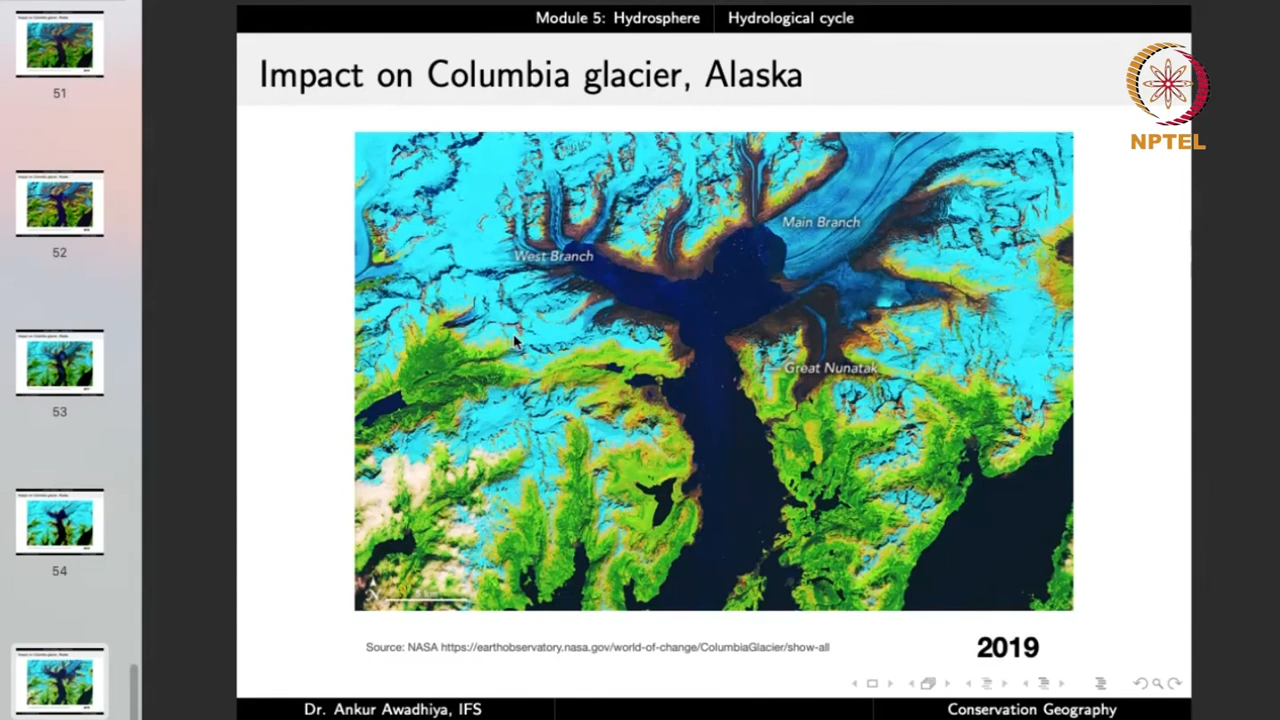 Module 5: Hydrosphere
Hydrological cycle
Impact on Columbia glacier, Alaska
NPTEL
Main Branch
West Branch
Great Nunatak
N
Source: NASA https://earthobservatory.nasa.gov/world-of-change/ColumbiaGlacier/show-all
2019
Dr. Ankur Awadhiya, IFS
Conservation Geography
51
52
53
54